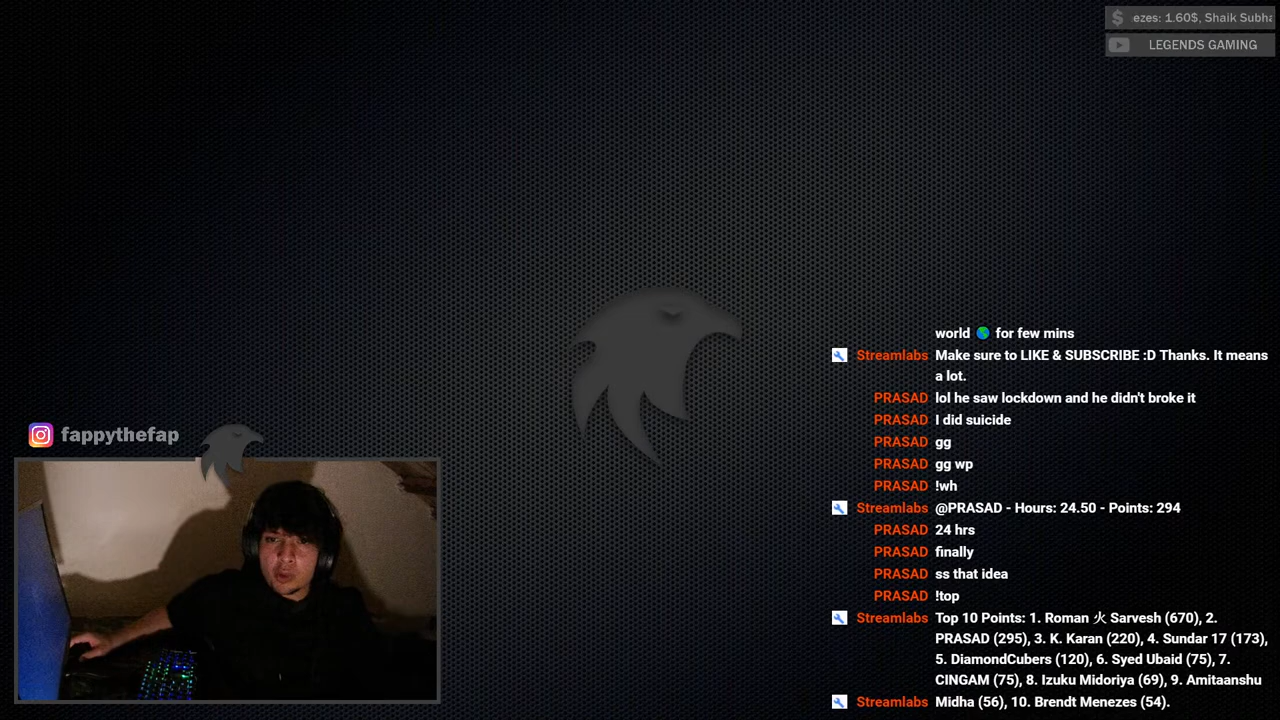 ezes: 1.60$, Shaik Subha
LEGENDS GAMING
world 🌎 for few mins
Streamlabs Make sure to LIKE & SUBSCRIBE :D Thanks. It means
a lot.
PRASAD lol he saw lockdown and he didn't broke it
PRASAD I did suicide
PRASAD gg
PRASAD gg wp
PRASAD !wh
Streamlabs @PRASAD - Hours: 24.50 - Points: 294
PRASAD 24 hrs
PRASAD finally
PRASAD ss that idea
PRASAD !top
Streamlabs Top 10 Points: 1. Roman 火 Sarvesh (670), 2.
PRASAD (295), 3. K. Karan (220), 4. Sundar 17 (173),
5. DiamondCubers (120), 6. Syed Ubaid (75), 7.
CINGAM (75), 8. Izuku Midoriya (69), 9. Amitaanshu
Streamlabs Midha (56), 10. Brendt Menezes (54).
fappythefap